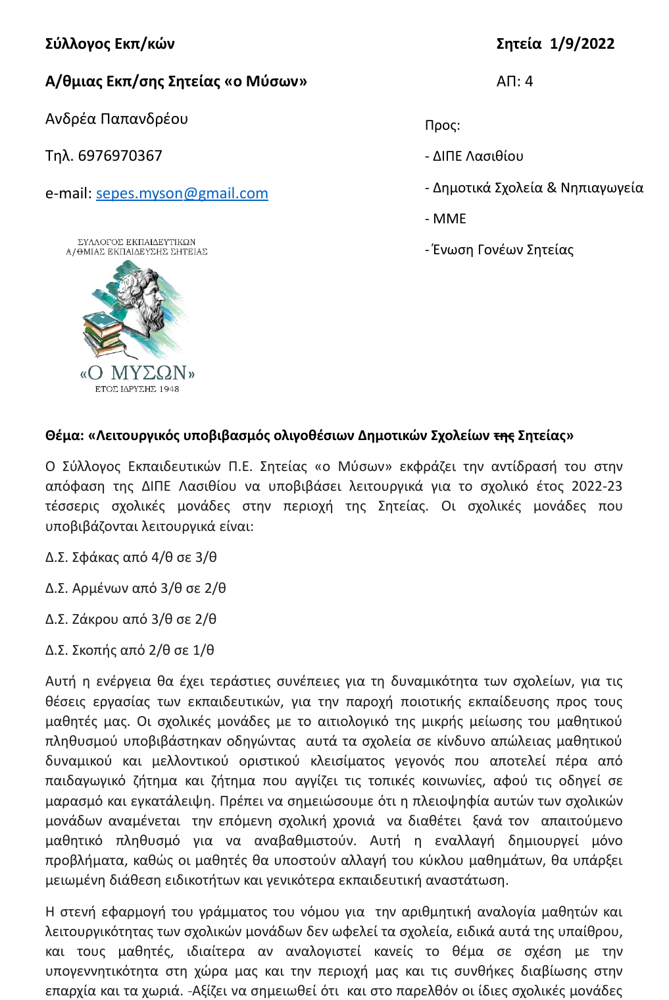 Σύλλογος Εκπ/κών
Σητεία  1/9/2022
Α/θμιας Εκπ/σης Σητείας «ο Μύσων»
ΑΠ: 4
Ανδρέα Παπανδρέου
Τηλ. 6976970367
e-mail: sepes.myson@gmail.com
Προς:
- ΔΙΠΕ Λασιθίου
- Δημοτικά Σχολεία & Νηπιαγωγεία
- ΜΜΕ
- Ένωση Γονέων Σητείας
ΣΥΛΛΟΓΟΣ ΕΚΠΑΙΔΕΥΤΙΚΩΝ
Α/ΘΜΙΑΣ ΕΚΠΑΙΔΕΥΣΗΣ ΣΗΤΕΙΑΣ
«Ο ΜΥΣΩΝ»
ΕΤΟΣ ΙΔΡΥΣΗΣ 1948
Θέμα: «Λειτουργικός υποβιβασμός ολιγοθέσιων Δημοτικών Σχολείων της Σητείας»
Ο Σύλλογος Εκπαιδευτικών Π.Ε. Σητείας «ο Μύσων» εκφράζει την αντίδρασή του στην
απόφαση της ΔΙΠΕ Λασιθίου να υποβιβάσει λειτουργικά για το σχολικό έτος 2022-23
τέσσερις σχολικές μονάδες στην περιοχή της Σητείας. Οι σχολικές μονάδες που
υποβιβάζονται λειτουργικά είναι:
Δ.Σ. Σφάκας από 4/θ σε 3/θ
Δ.Σ. Αρμένων από 3/θ σε 2/θ
Δ.Σ. Ζάκρου από 3/θ σε 2/θ
Δ.Σ. Σκοπής από 2/θ σε 1/θ
Αυτή η ενέργεια θα έχει τεράστιες συνέπειες για τη δυναμικότητα των σχολείων, για τις
θέσεις εργασίας των εκπαιδευτικών, για την παροχή ποιοτικής εκπαίδευσης προς τους
μαθητές μας. Οι σχολικές μονάδες με το αιτιολογικό της μικρής μείωσης του μαθητικού
πληθυσμού υποβιβάστηκαν οδηγώντας  αυτά τα σχολεία σε κίνδυνο απώλειας μαθητικού
δυναμικού και μελλοντικού οριστικού κλεισίματος γεγονός που αποτελεί πέρα από
παιδαγωγικό ζήτημα και ζήτημα που αγγίζει τις τοπικές κοινωνίες, αφού τις οδηγεί σε
μαρασμό και εγκατάλειψη. Πρέπει να σημειώσουμε ότι η πλειοψηφία αυτών των σχολικών
μονάδων αναμένεται  την επόμενη σχολική χρονιά  να διαθέτει  ξανά τον  απαιτούμενο
μαθητικό πληθυσμό για να αναβαθμιστούν. Αυτή η εναλλαγή δημιουργεί μόνο
προβλήματα, καθώς οι μαθητές θα υποστούν αλλαγή του κύκλου μαθημάτων, θα υπάρξει
μειωμένη διάθεση ειδικοτήτων και γενικότερα εκπαιδευτική αναστάτωση.
Η στενή εφαρμογή του γράμματος του νόμου για  την αριθμητική αναλογία μαθητών και
λειτουργικότητας των σχολικών μονάδων δεν ωφελεί τα σχολεία, ειδικά αυτά της υπαίθρου,
και τους μαθητές, ιδιαίτερα αν αναλογιστεί κανείς το θέμα σε σχέση με την
υπογεννητικότητα στη χώρα μας και την περιοχή μας και τις συνθήκες διαβίωσης στην
επαρχία και τα χωριά. -Αξίζει να σημειωθεί ότι  και στο παρελθόν οι ίδιες σχολικές μονάδες